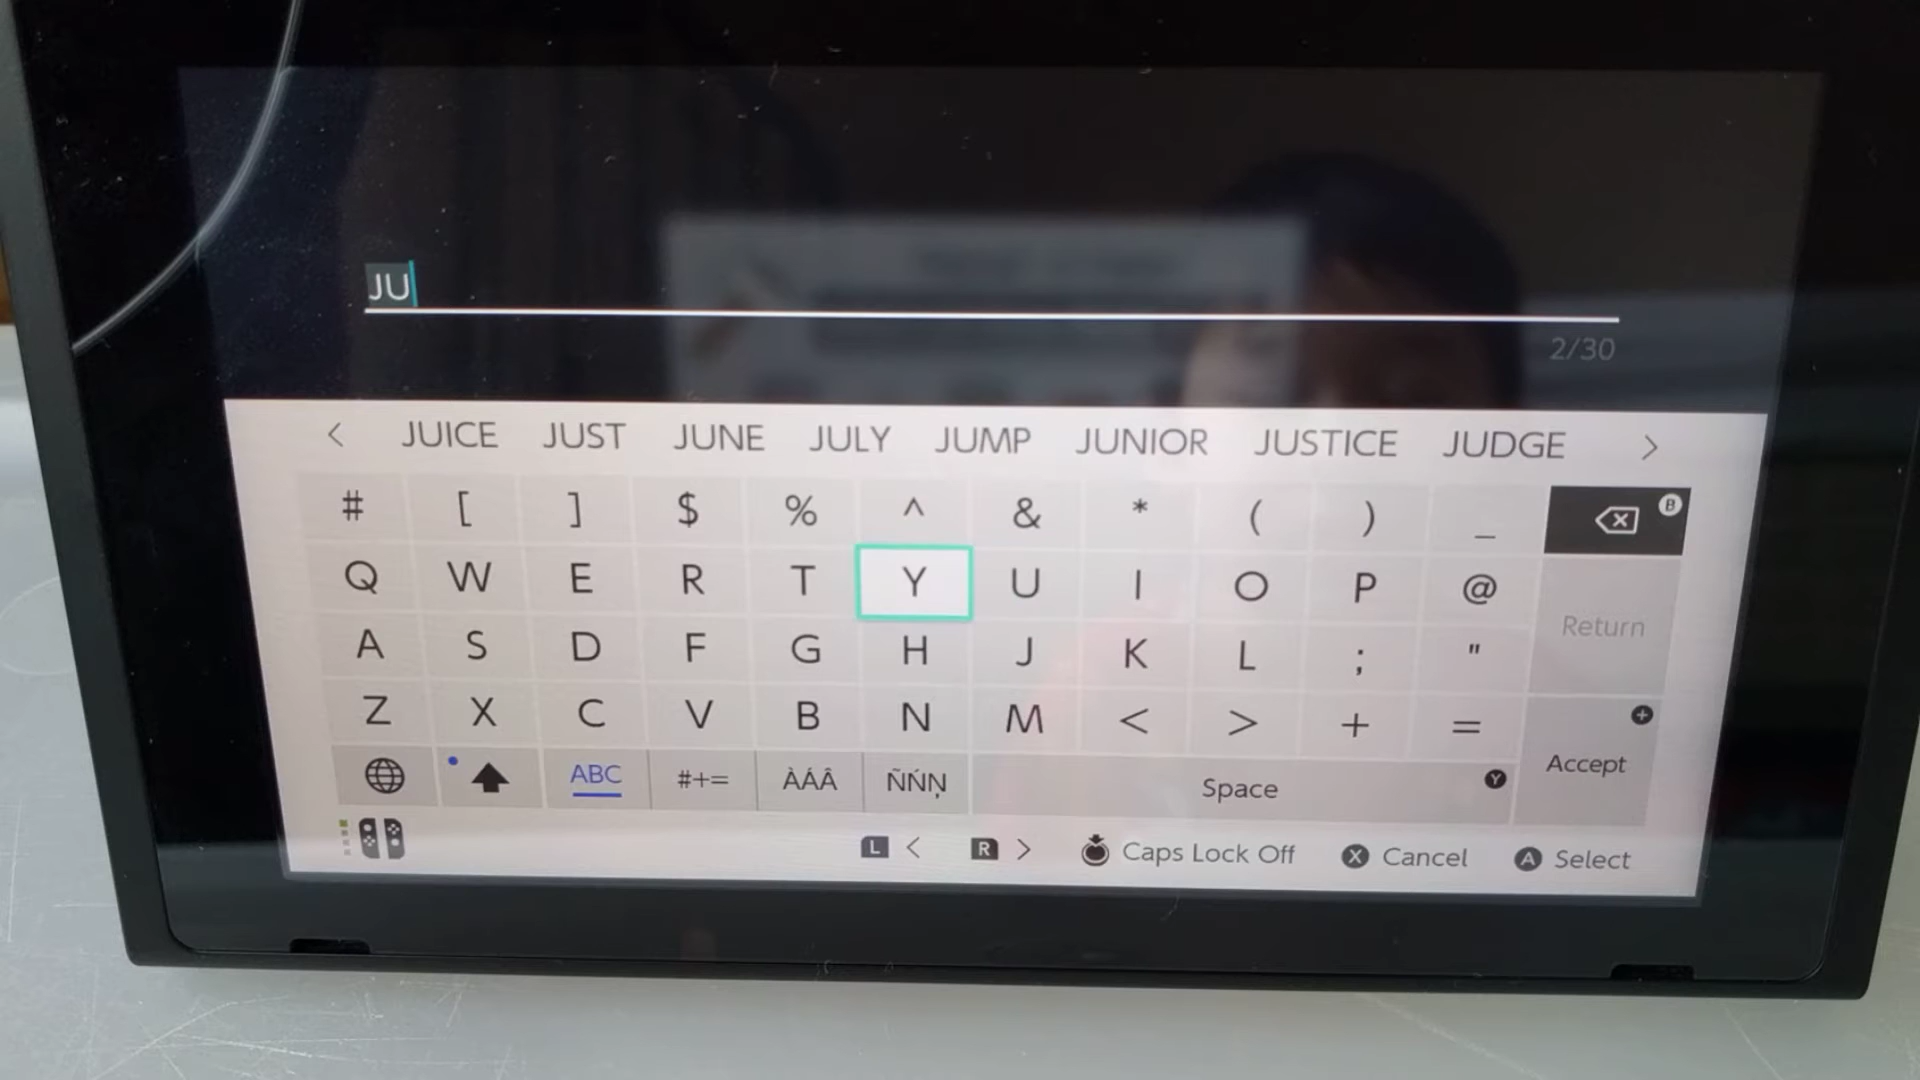 JU
2/30
< JUICE JUST JUNE JULY JUMP JUNIOR JUSTICE JUDGE >
# [ ] $ % ^ & * ( ) _ B
Q W E R T Y U I O P @ Return
A S D F G H J K L ; "
Z X C V B N M < > + = + Accept
ABC #+= ÀÁÂ ÑŃŅ Space Y
L < R > Caps Lock Off X Cancel A Select